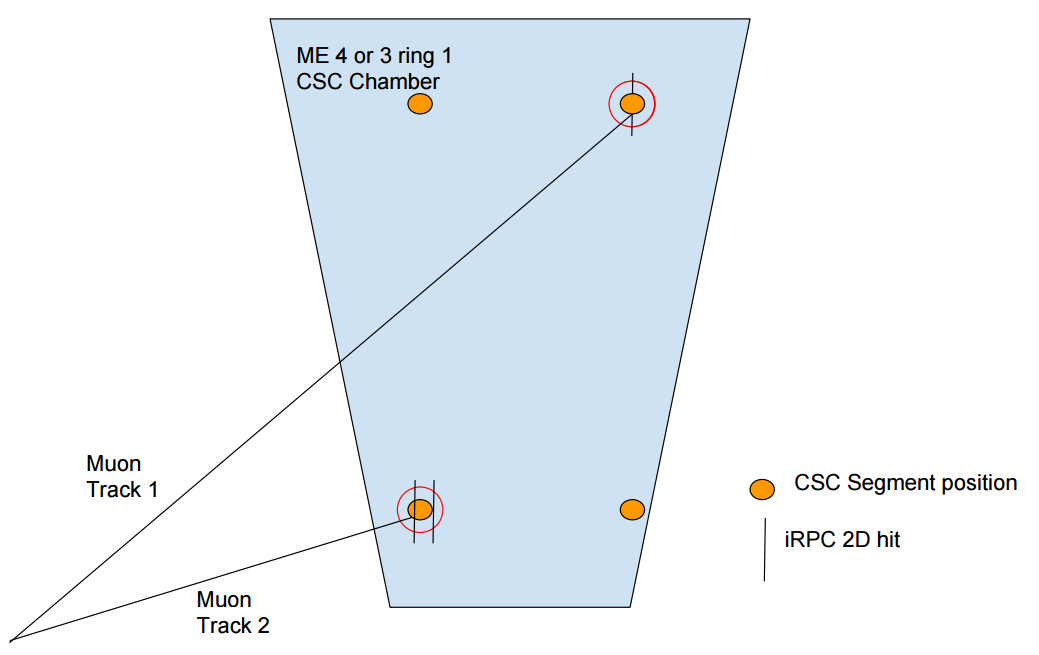 ME 4 or 3 ring 1
CSC Chamber
Muon
Track 1
CSC Segment position
iRPC 2D hit
Muon
Track 2